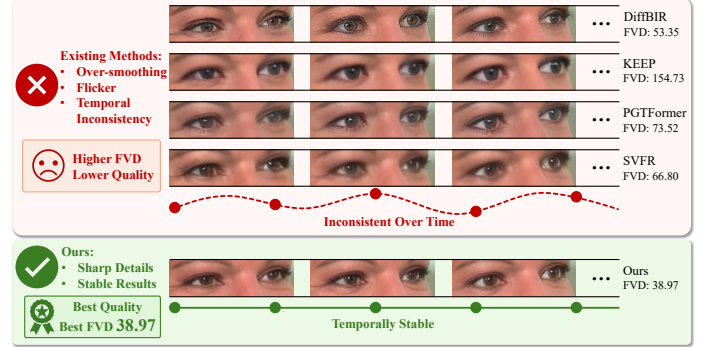 Existing Methods:
• Over-smoothing
• Flicker
• Temporal
Inconsistency
Higher FVD
Lower Quality
... DiffBIR
FVD: 53.35
... KEEP
FVD: 154.73
... PGTFormer
FVD: 73.52
... SVFR
FVD: 66.80
Inconsistent Over Time
Ours:
• Sharp Details
• Stable Results
Best Quality
Best FVD 38.97
... Ours
FVD: 38.97
Temporally Stable